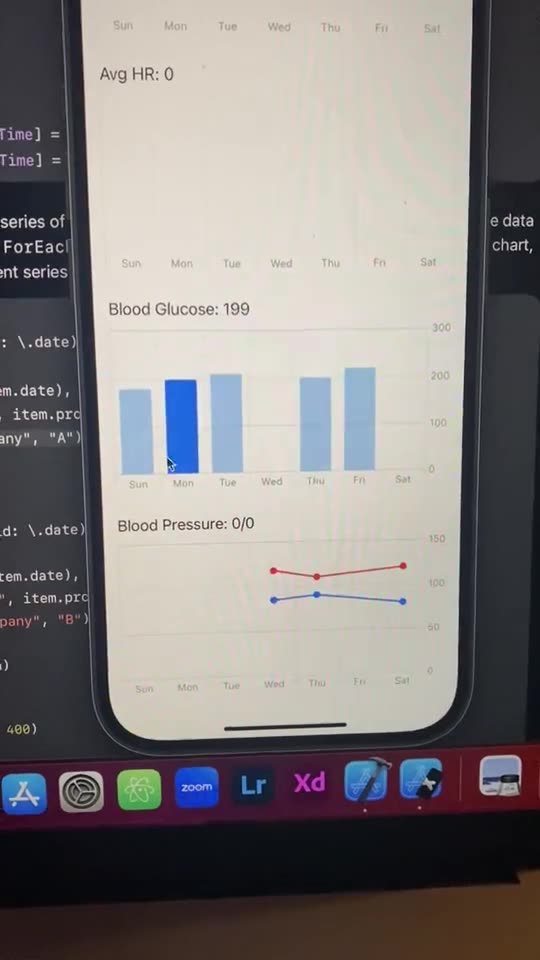 Sun Mon Tue Wed Thu Fri Sat
Avg HR: 0
Time] =
Time] =
series of
e data
ForEach
chart,
ent series
Sun Mon Tue Wed Thu Fri Sat
Blood Glucose: 199
300
: \.date)
200
em.date),
, item.pro
100
any", "A")
0
Sun Mon Tue Wed Thu Fri Sat
Blood Pressure: 0/0
d: \.date)
150
tem.date),
100
", item.pro
pany", "B")
50
)
0
Sun Mon Tue Wed Thu Fri Sat
400)
zoom
Lr
Xd